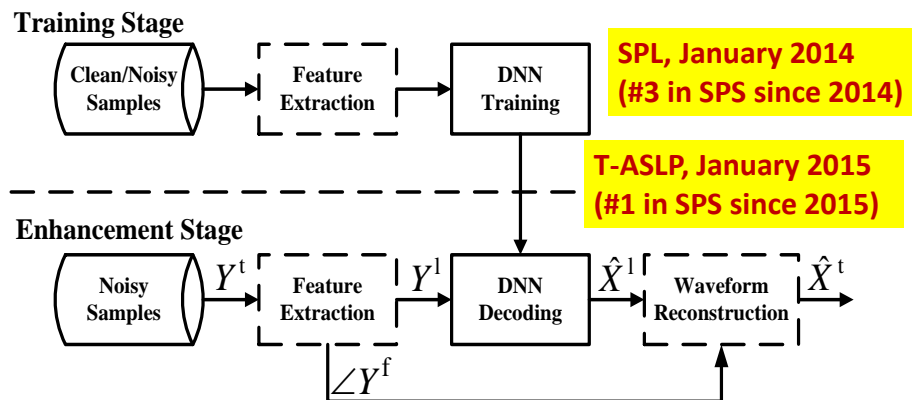 Training Stage
Clean/Noisy
Samples
Feature
Extraction
DNN
Training
SPL, January 2014
(#3 in SPS since 2014)
T-ASLP, January 2015
(#1 in SPS since 2015)
Enhancement Stage
Noisy
Samples
Y^t
Feature
Extraction
Y^l
DNN
Decoding
X̂^l
Waveform
Reconstruction
X̂^t
∠Y^f